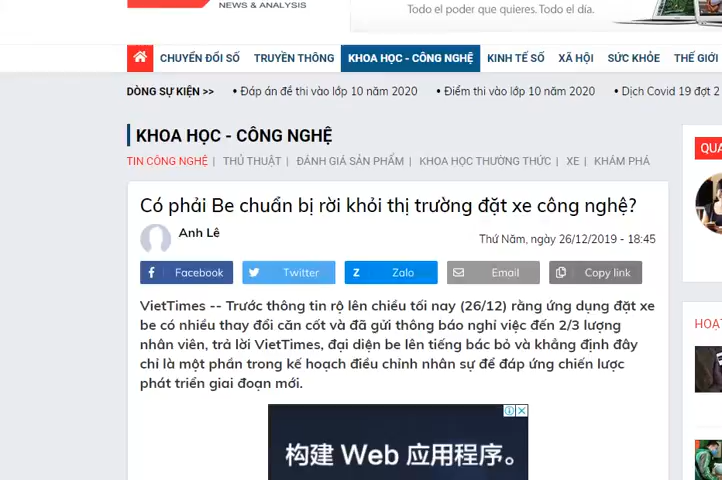 NEWS & ANALYSIS
Todo el poder que quieres. Todo el día.
CHUYỂN ĐỔI SỐ TRUYỀN THÔNG KHOA HỌC - CÔNG NGHỆ KINH TẾ SỐ XÃ HỘI SỨC KHỎE THẾ GIỚI
DÒNG SỰ KIỆN >> • Đáp án đề thi vào lớp 10 năm 2020 • Điểm thi vào lớp 10 năm 2020 • Dịch Covid 19 đợt 2
KHOA HỌC - CÔNG NGHỆ
TIN CÔNG NGHỆ | THỦ THUẬT | ĐÁNH GIÁ SẢN PHẨM | KHOA HỌC THƯỜNG THỨC | XE | KHÁM PHÁ
QUA
Có phải Be chuẩn bị rời khỏi thị trường đặt xe công nghệ?
Anh Lê
Thứ Năm, ngày 26/12/2019 - 18:45
Facebook Twitter Z Zalo Email Copy link
VietTimes -- Trước thông tin rộ lên chiều tối nay (26/12) rằng ứng dụng đặt xe
be có nhiều thay đổi căn cốt và đã gửi thông báo nghỉ việc đến 2/3 lượng
nhân viên, trả lời VietTimes, đại diện be lên tiếng bác bỏ và khẳng định đây
chỉ là một phần trong kế hoạch điều chỉnh nhân sự để đáp ứng chiến lược
phát triển giai đoạn mới.
HOẠT
构建 Web 应用程序。